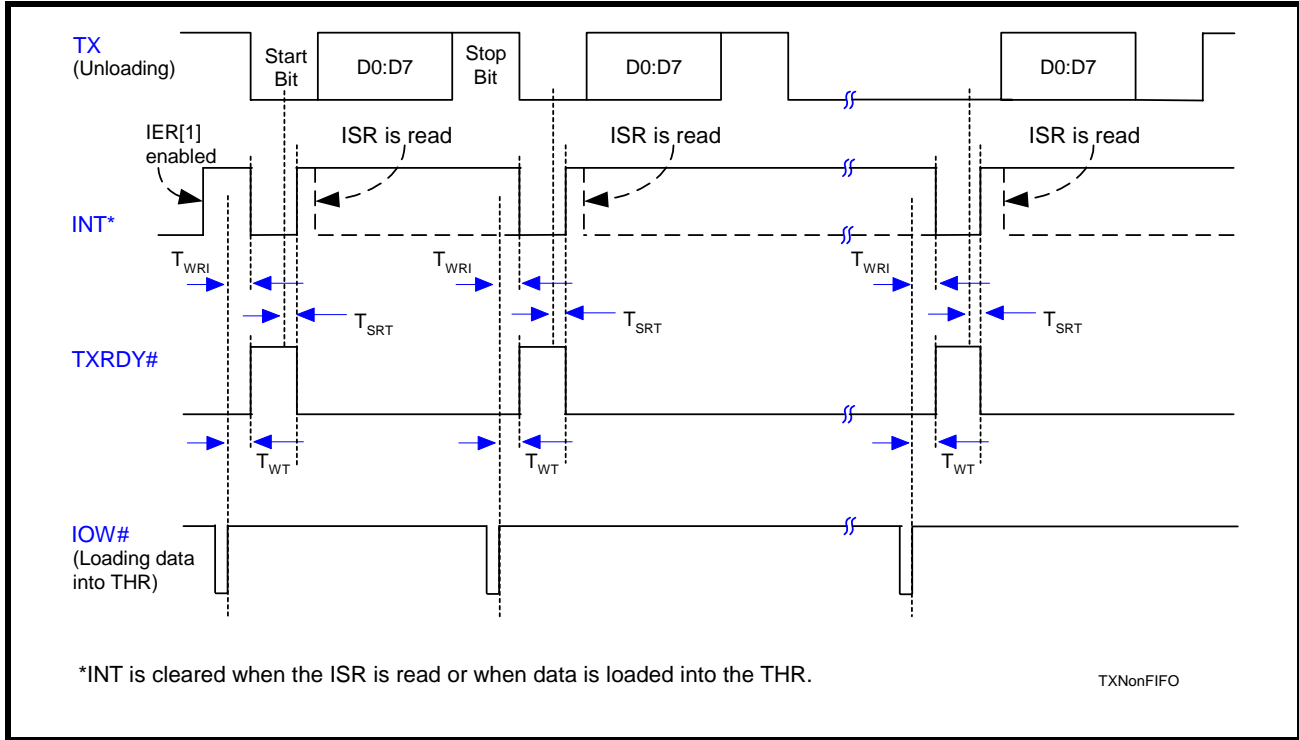 TX
(Unloading)
Start
Bit
D0:D7
Stop
Bit
D0:D7
D0:D7
IER[1]
enabled
ISR is read
ISR is read
ISR is read
INT*
TWRI
TWRI
TWRI
TSRT
TSRT
TSRT
TXRDY#
TWT
TWT
TWT
IOW#
(Loading data
into THR)
*INT is cleared when the ISR is read or when data is loaded into the THR.
TXNonFIFO